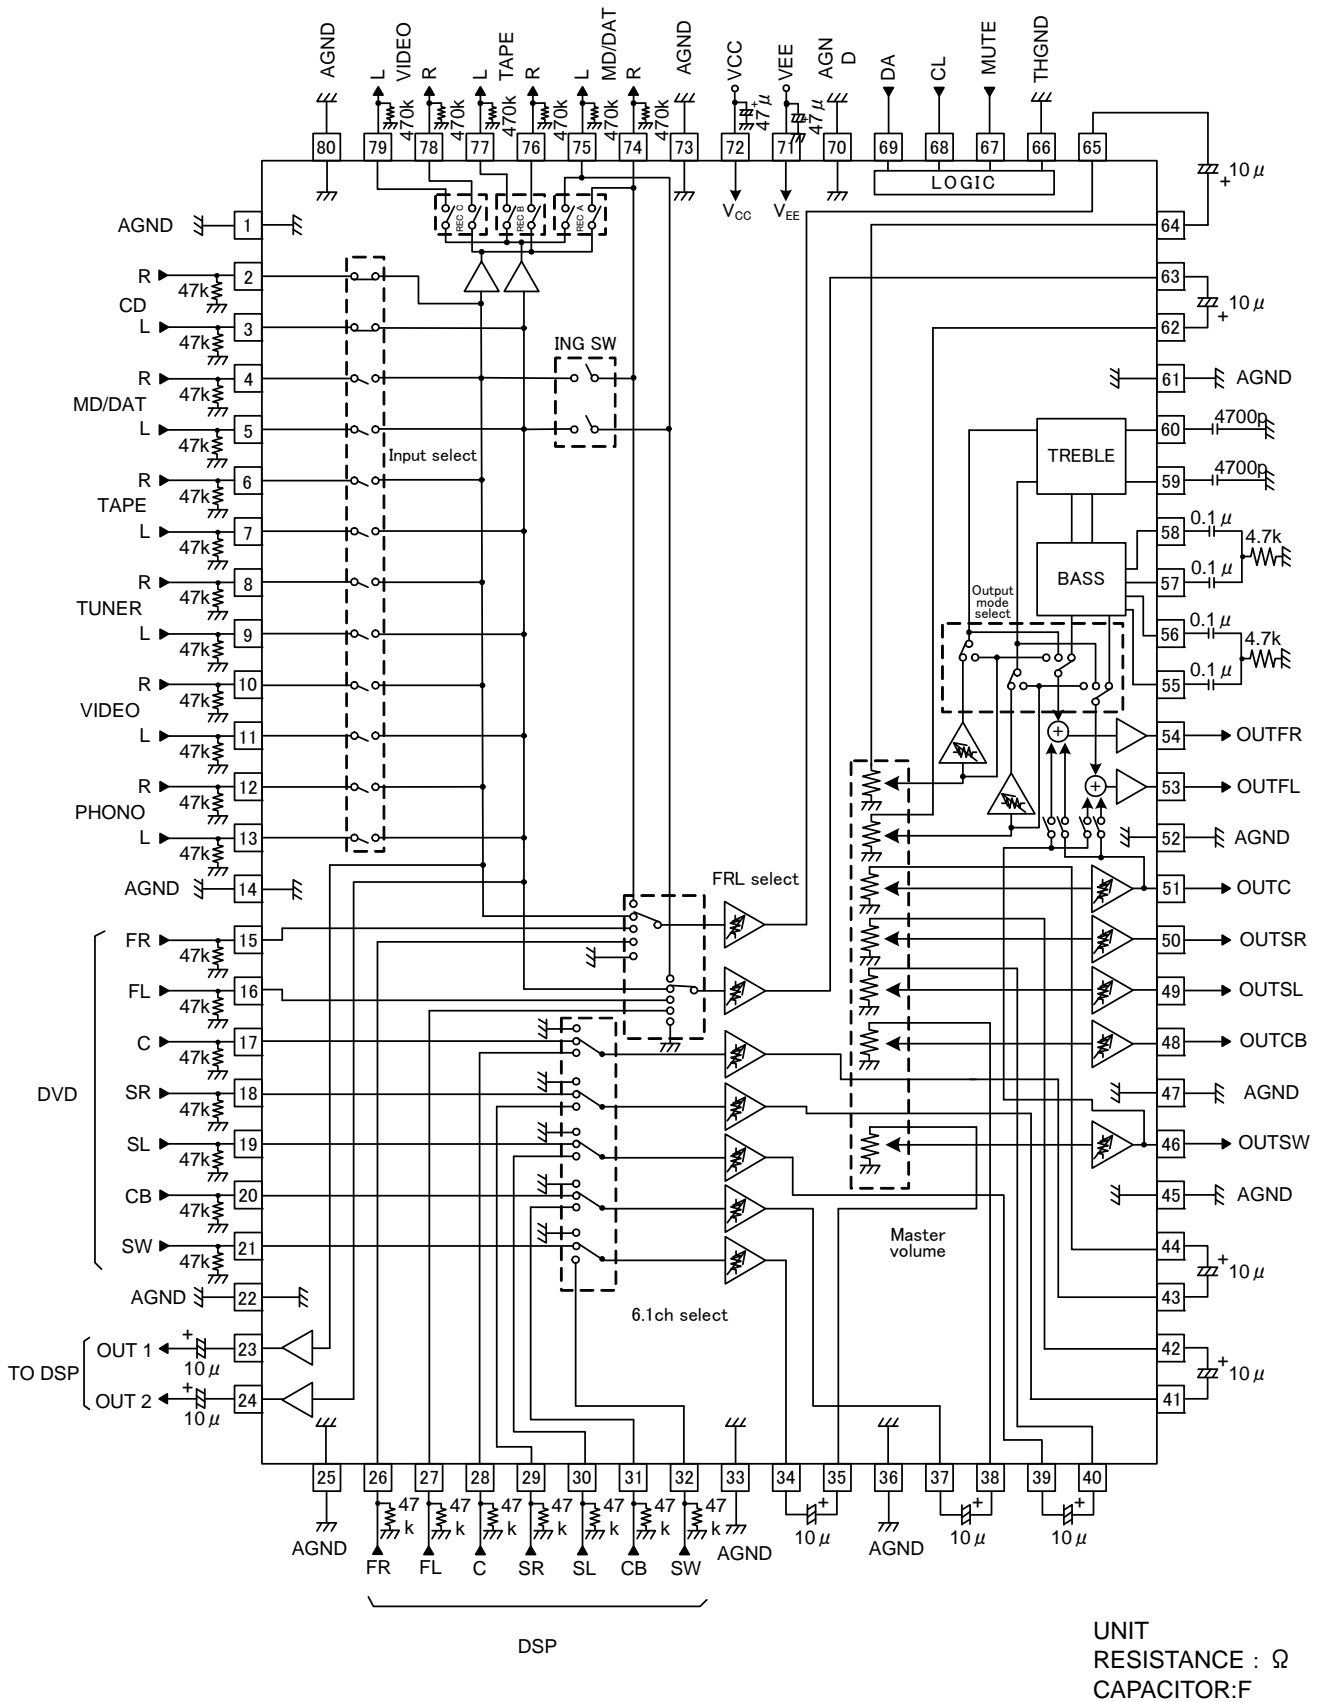 AGND
L
VIDEO
R
L
TAPE
R
L
MD/DAT
R
AGND
VCC
VEE
AGN
D
DA
CL
MUTE
THGND
470k
470k
470k
470k
470k
470k
47μ
47μ
80
79
78
77
76
75
74
73
72
71
70
69
68
67
66
65
LOGIC
VCC
VEE
REC C
REC B
REC A
10μ
+
64
63
10μ
+
62
AGND
1
R
47k
2
CD
L
47k
3
R
47k
4
MD/DAT
L
47k
5
R
47k
6
TAPE
L
47k
7
R
47k
8
TUNER
L
47k
9
R
47k
10
VIDEO
L
47k
11
R
47k
12
PHONO
L
47k
13
AGND
14
Input select
ING SW
61
AGND
60
4700p
59
4700p
TREBLE
58
0.1μ
4.7k
57
0.1μ
BASS
56
0.1μ
4.7k
55
0.1μ
Output
mode
select
54
OUTFR
53
OUTFL
52
AGND
51
OUTC
50
OUTSR
49
OUTSL
48
OUTCB
47
AGND
46
OUTSW
45
AGND
44
43
+
10μ
42
41
+
10μ
FRL select
DVD
FR
47k
15
FL
47k
16
C
47k
17
SR
47k
18
SL
47k
19
CB
47k
20
SW
47k
21
AGND
22
6.1ch select
Master
volume
TO DSP
OUT 1
+
10μ
23
OUT 2
+
10μ
24
25
26
27
28
29
30
31
32
33
34
35
36
37
38
39
40
47
k
47
k
47
k
47
k
47
k
47
k
47
k
AGND
FR
FL
C
SR
SL
CB
SW
AGND
+
10μ
AGND
+
10μ
+
10μ
DSP
UNIT
RESISTANCE : Ω
CAPACITOR:F